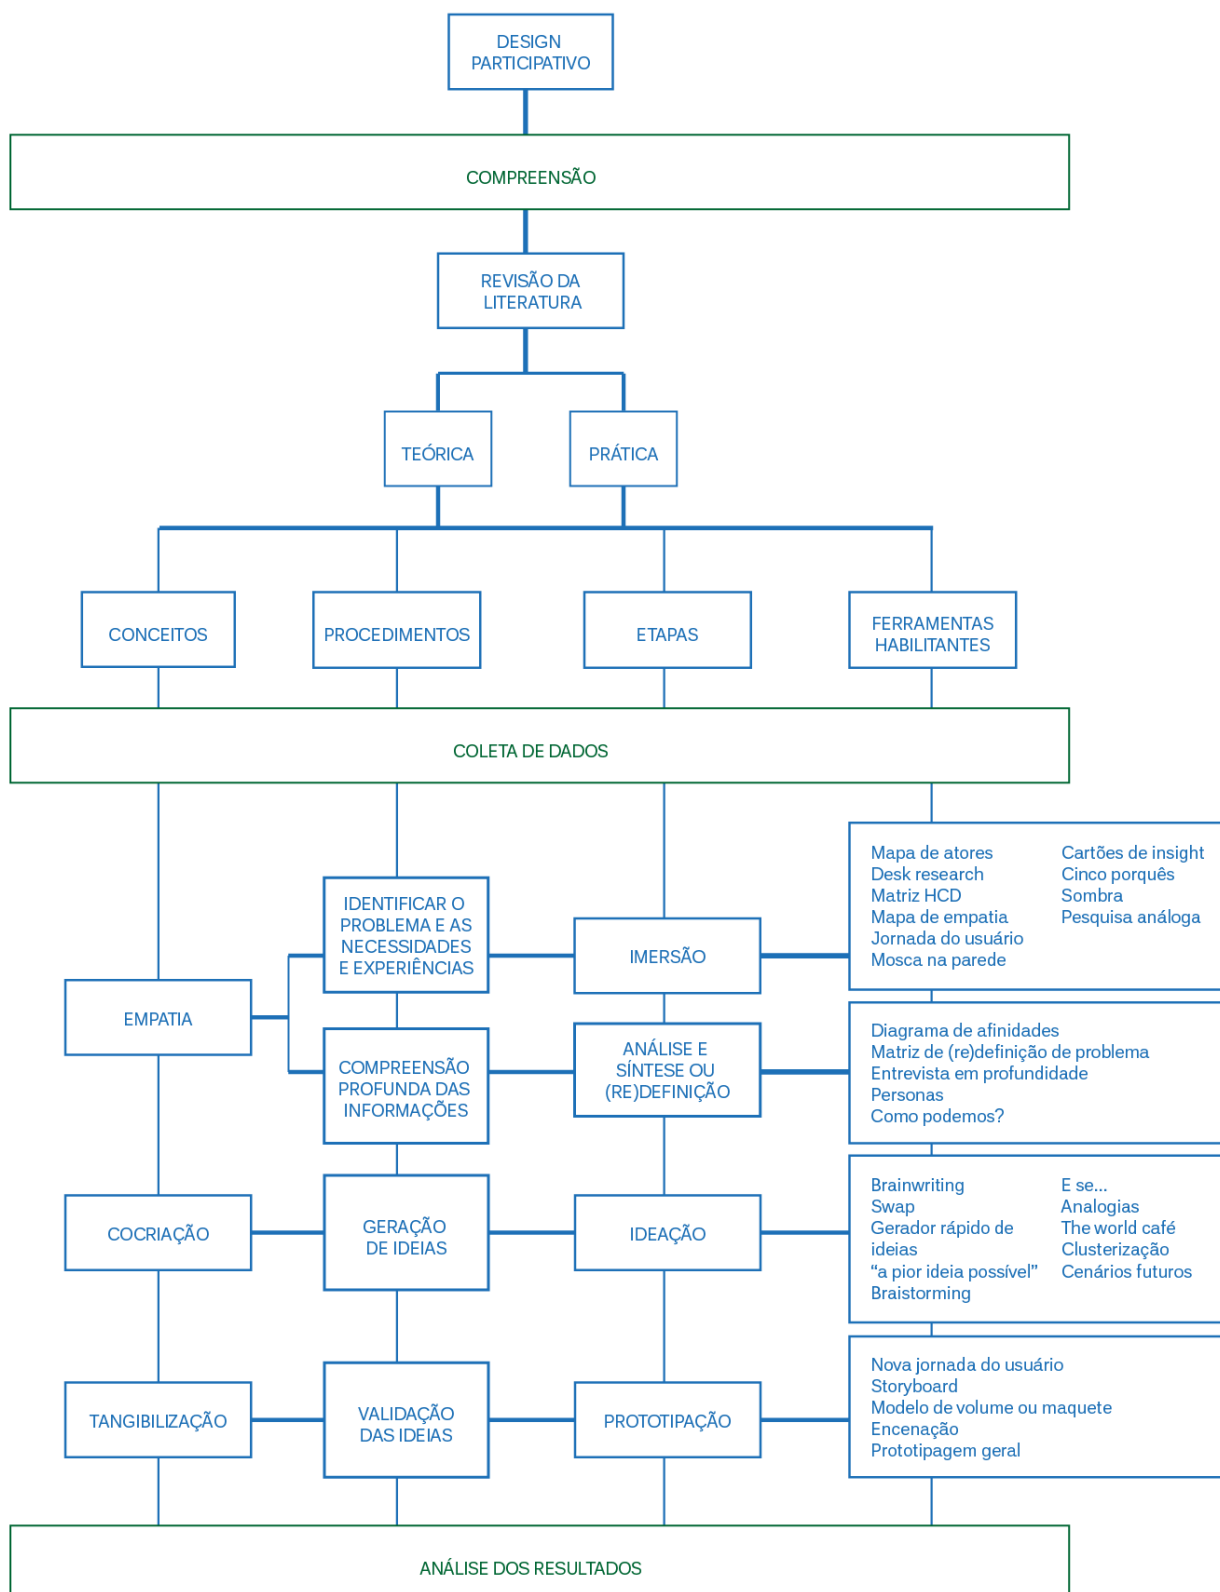 DESIGN
PARTICIPATIVO
COMPREENSÃO
REVISÃO DA
LITERATURA
TEÓRICA
PRÁTICA
CONCEITOS
PROCEDIMENTOS
ETAPAS
FERRAMENTAS
HABILITANTES
COLETA DE DADOS
EMPATIA
IDENTIFICAR O
PROBLEMA E AS
NECESSIDADES
E EXPERIÊNCIAS
IMERSÃO
Mapa de atores
Desk research
Matriz HCD
Mapa de empatia
Jornada do usuário
Mosca na parede
Cartões de insight
Cinco porquês
Sombra
Pesquisa análoga
COMPREENSÃO
PROFUNDA DAS
INFORMAÇÕES
ANÁLISE E
SÍNTESE OU
(RE)DEFINIÇÃO
Diagrama de afinidades
Matriz de (re)definição de problema
Entrevista em profundidade
Personas
Como podemos?
COCRIAÇÃO
GERAÇÃO
DE IDEIAS
IDEAÇÃO
Brainwriting
Swap
Gerador rápido de
ideias
“a pior ideia possível”
Braistorming
E se...
Analogias
The world café
Clusterização
Cenários futuros
TANGIBILIZAÇÃO
VALIDAÇÃO
DAS IDEIAS
PROTOTIPAÇÃO
Nova jornada do usuário
Storyboard
Modelo de volume ou maquete
Encenação
Prototipagem geral
ANÁLISE DOS RESULTADOS